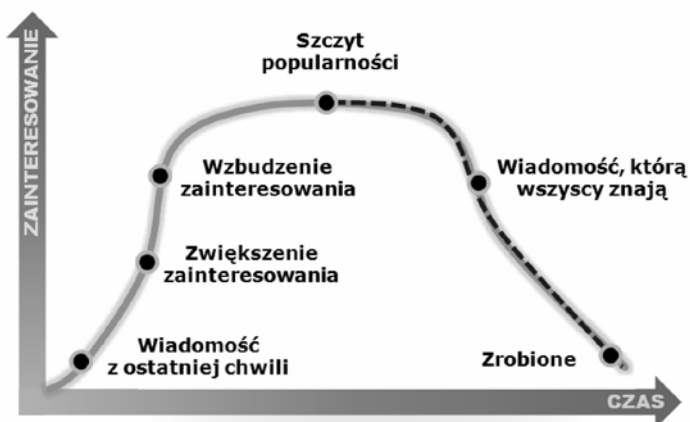 ZAINTERESOWANIE
Szczyt
popularności
Wzbudzenie
zainteresowania
Wiadomość, którą
wszyscy znają
Zwiększenie
zainteresowania
Wiadomość
z ostatniej chwili
Zrobione
CZAS